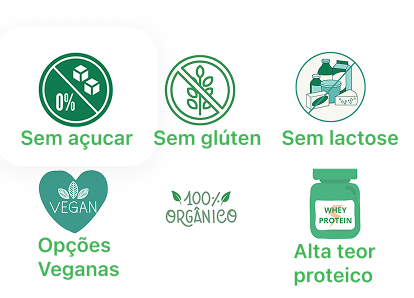 0%
Sem açucar
Sem glúten
Sem lactose
VEGAN
Opções
Veganas
100%
ORGÂNICO
WHEY
PROTEIN
Alta teor
proteico